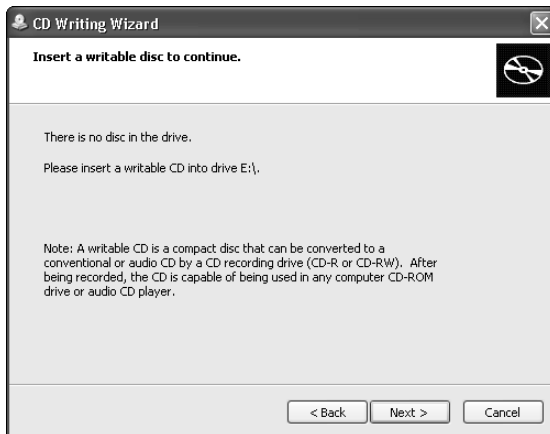 CD Writing Wizard
Insert a writable disc to continue.
There is no disc in the drive.
Please insert a writable CD into drive E:\.
Note: A writable CD is a compact disc that can be converted to a
conventional or audio CD by a CD recording drive (CD-R or CD-RW). After
being recorded, the CD is capable of being used in any computer CD-ROM
drive or audio CD player.
< Back Next > Cancel